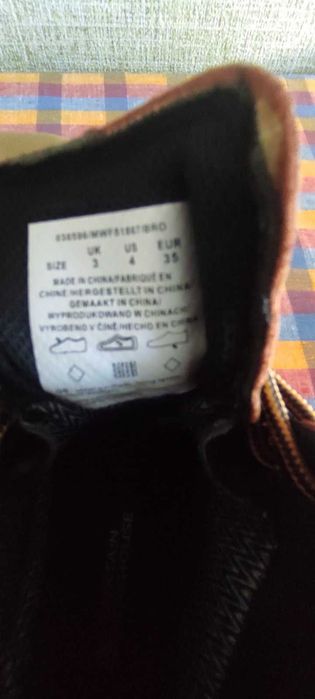 UK US EUR
SIZE 3 4 35
MADE IN CHINA/FABRIQUÉ EN
CHINE/HERGESTELLT IN CHINA/
GEMAAKT IN CHINA/
WYPRODUKOWANO W CHINACH/
VYROBENO V ČÍNĚ/HECHO EN CHINA